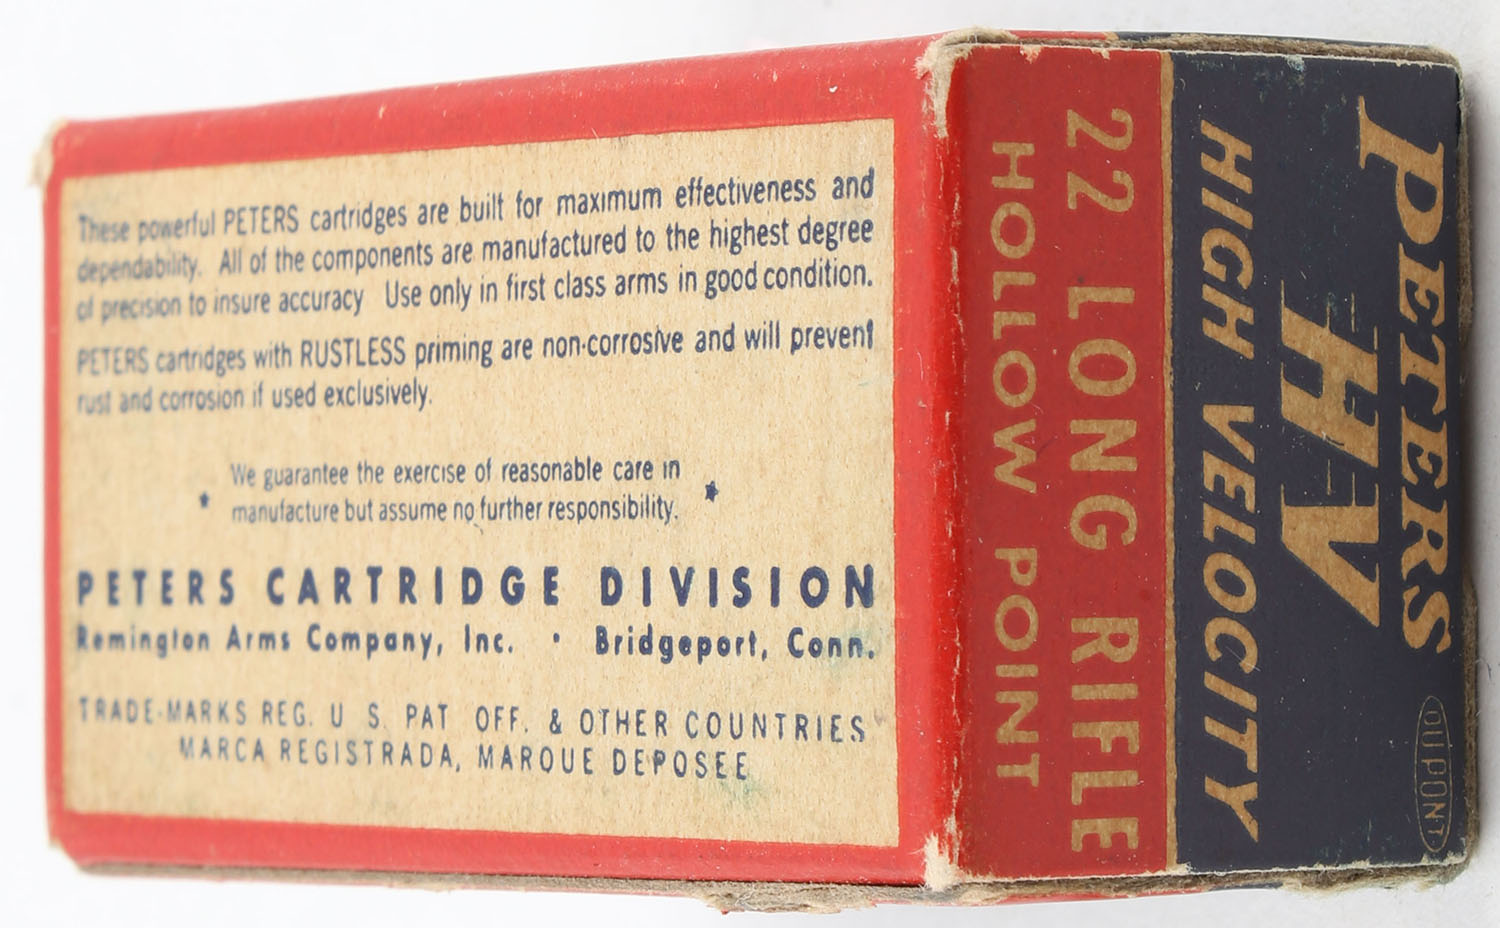 These powerful PETERS cartridges are built for maximum effectiveness and
dependability. All of the components are manufactured to the highest degree
of precision to insure accuracy Use only in first class arms in good condition.
PETERS cartridges with RUSTLESS priming are non-corrosive and will prevent
rust and corrosion if used exclusively.
We guarantee the exercise of reasonable care in
manufacture but assume no further responsibility.
PETERS CARTRIDGE DIVISION
Remington Arms Company, Inc. • Bridgeport, Conn.
TRADE-MARKS REG. U S. PAT OFF. & OTHER COUNTRIES
MARCA REGISTRADA, MARQUE DEPOSEE
PETERS
HV
HIGH VELOCITY
22 LONG RIFLE
HOLLOW POINT
DU PONT